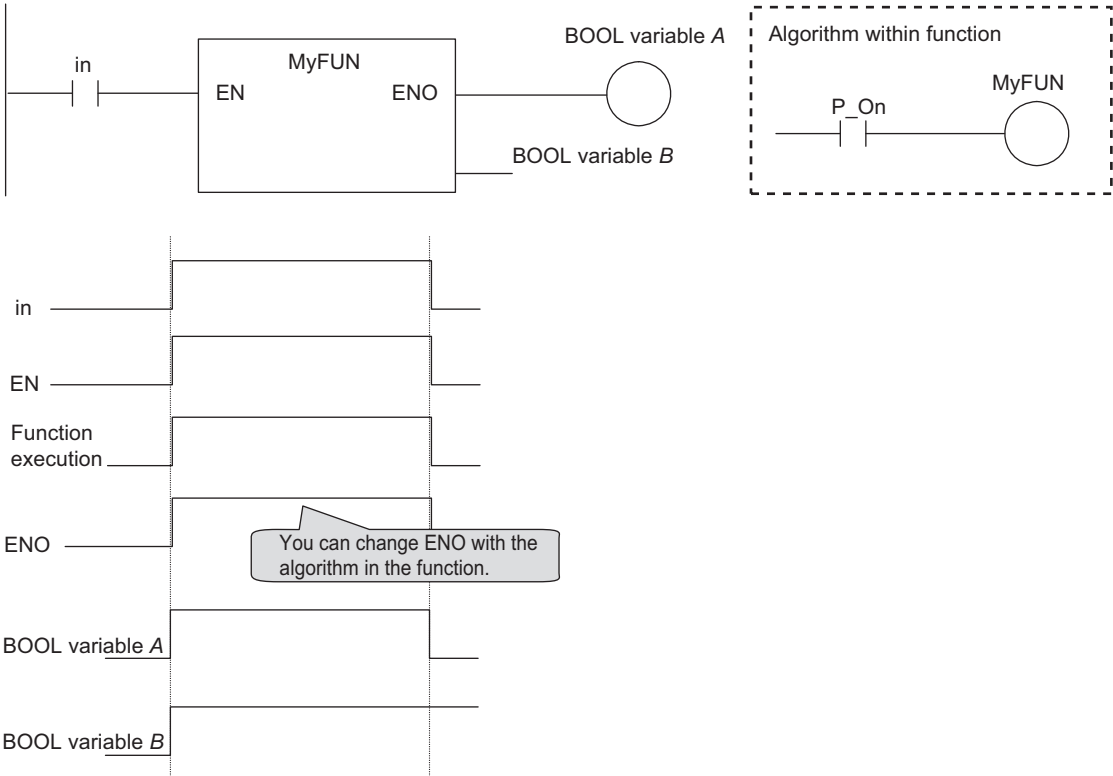 BOOL variable A
Algorithm within function
in
MyFUN
MyFUN
EN
ENO
P_On
BOOL variable B
in
EN
Function
execution
ENO
You can change ENO with the
algorithm in the function.
BOOL variable A
BOOL variable B